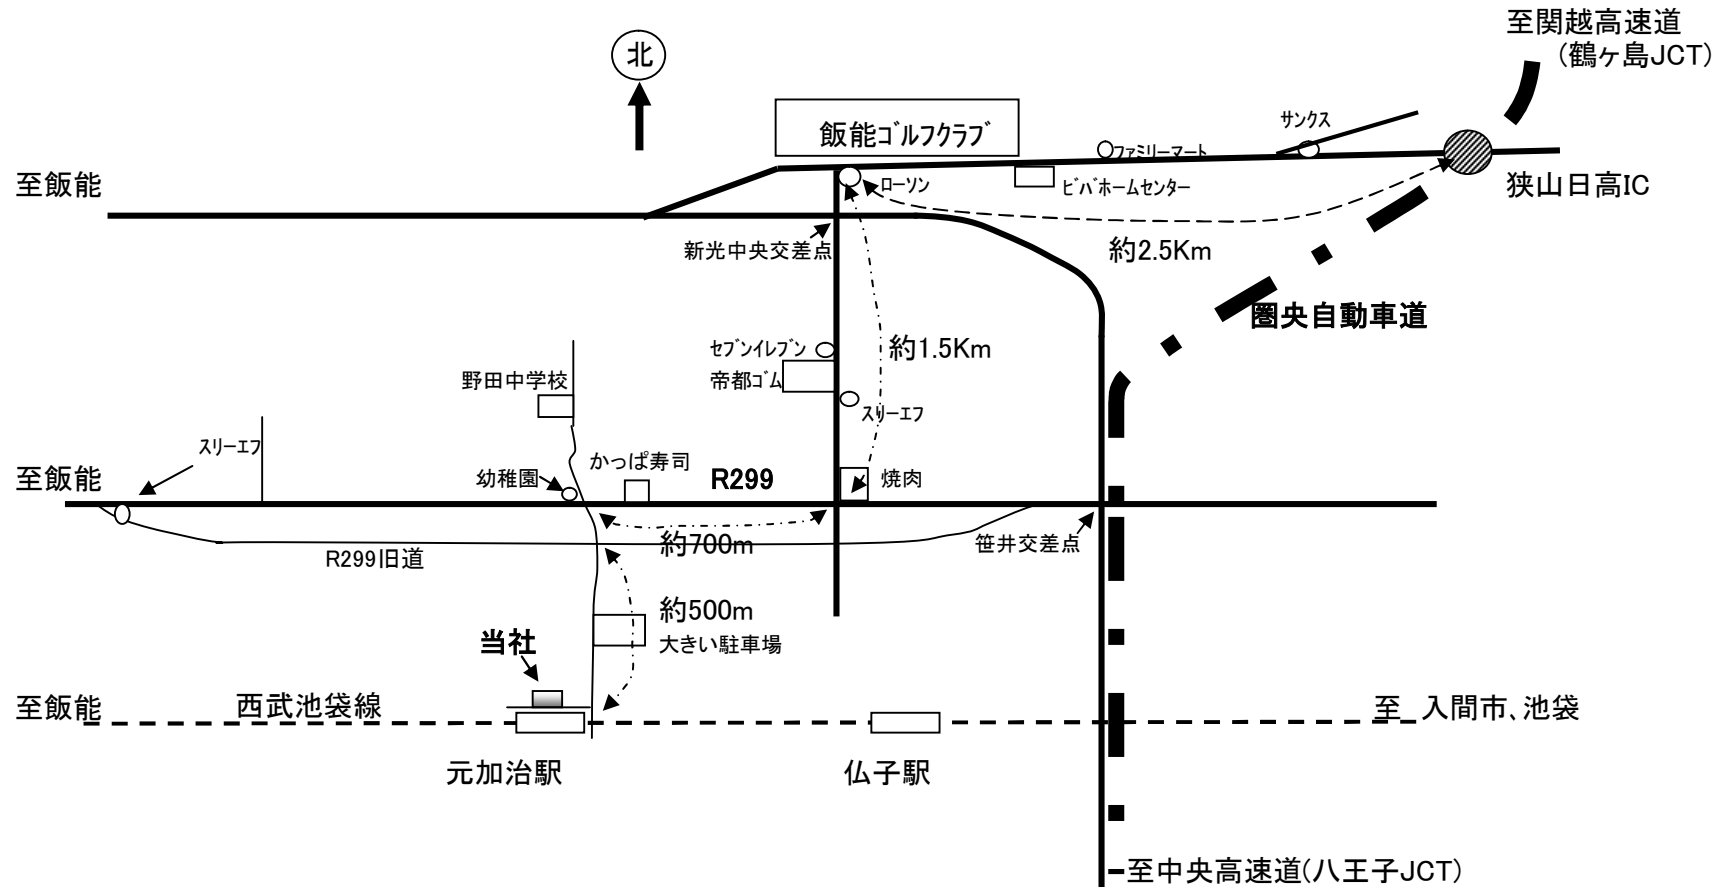 至関越高速道
(鶴ヶ島JCT)
北
サンクス
飯能ｺﾞﾙﾌｸﾗﾌﾞ
ﾌｧﾐﾘｰﾏｰﾄ
至飯能
ローソン
ﾋﾞﾊﾞﾎｰﾑｾﾝﾀｰ
狭山日高IC
新光中央交差点
約2.5Km
圏央自動車道
ｾﾌﾞﾝｲﾚﾌﾞﾝ
約1.5Km
野田中学校
帝都ｺﾞﾑ
ｽﾘｰｴﾌ
ｽﾘｰｴﾌ
かっぱ寿司
至飯能
幼稚園
R299
焼肉
約700m
笹井交差点
R299旧道
約500m
当社
大きい駐車場
至飯能
西武池袋線
至 入間市、池袋
元加治駅
仏子駅
至中央高速道(八王子JCT)